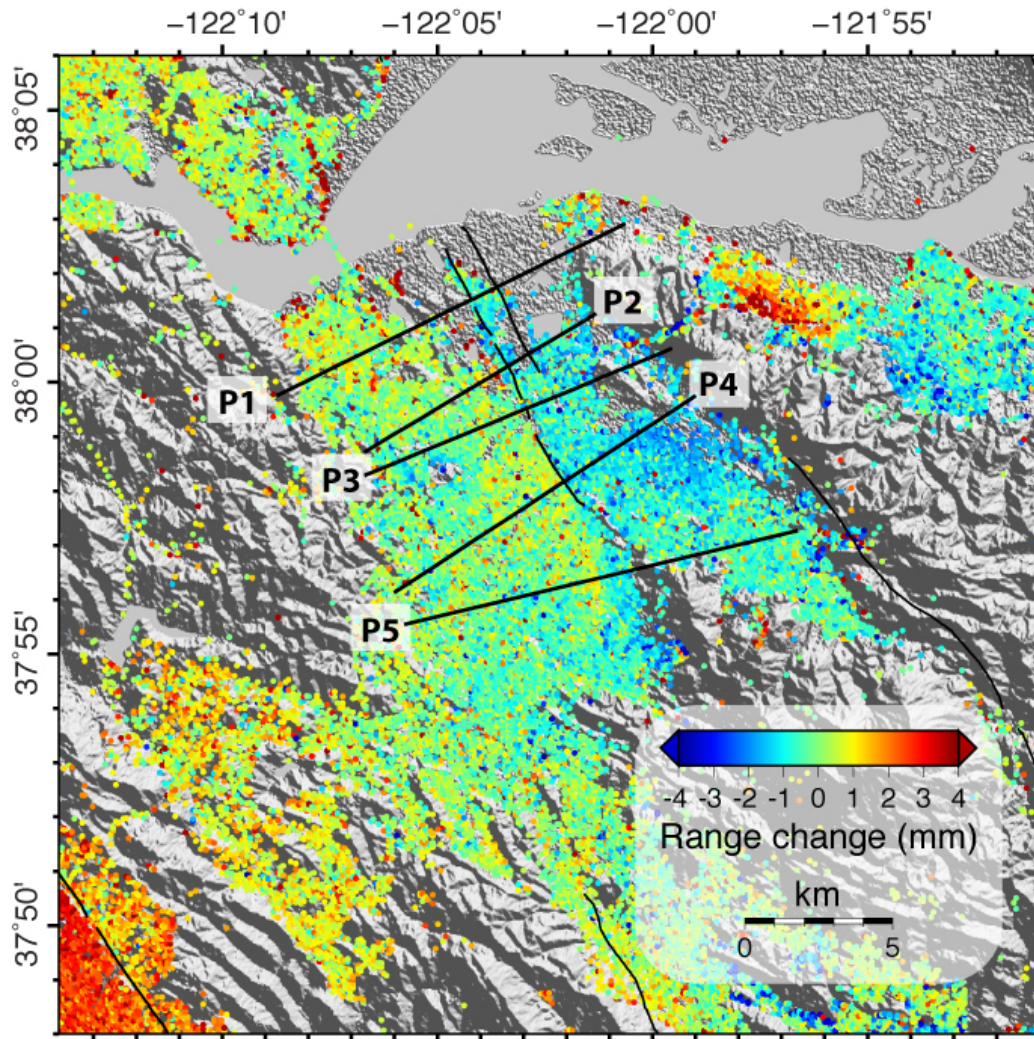 −122˚10' −122˚05' −122˚00' −121˚55'
38˚05'
38˚00'
37˚55'
37˚50'
P1
P2
P3
P4
P5
-4 -3 -2 -1 0 1 2 3 4
Range change (mm)
km
0 5